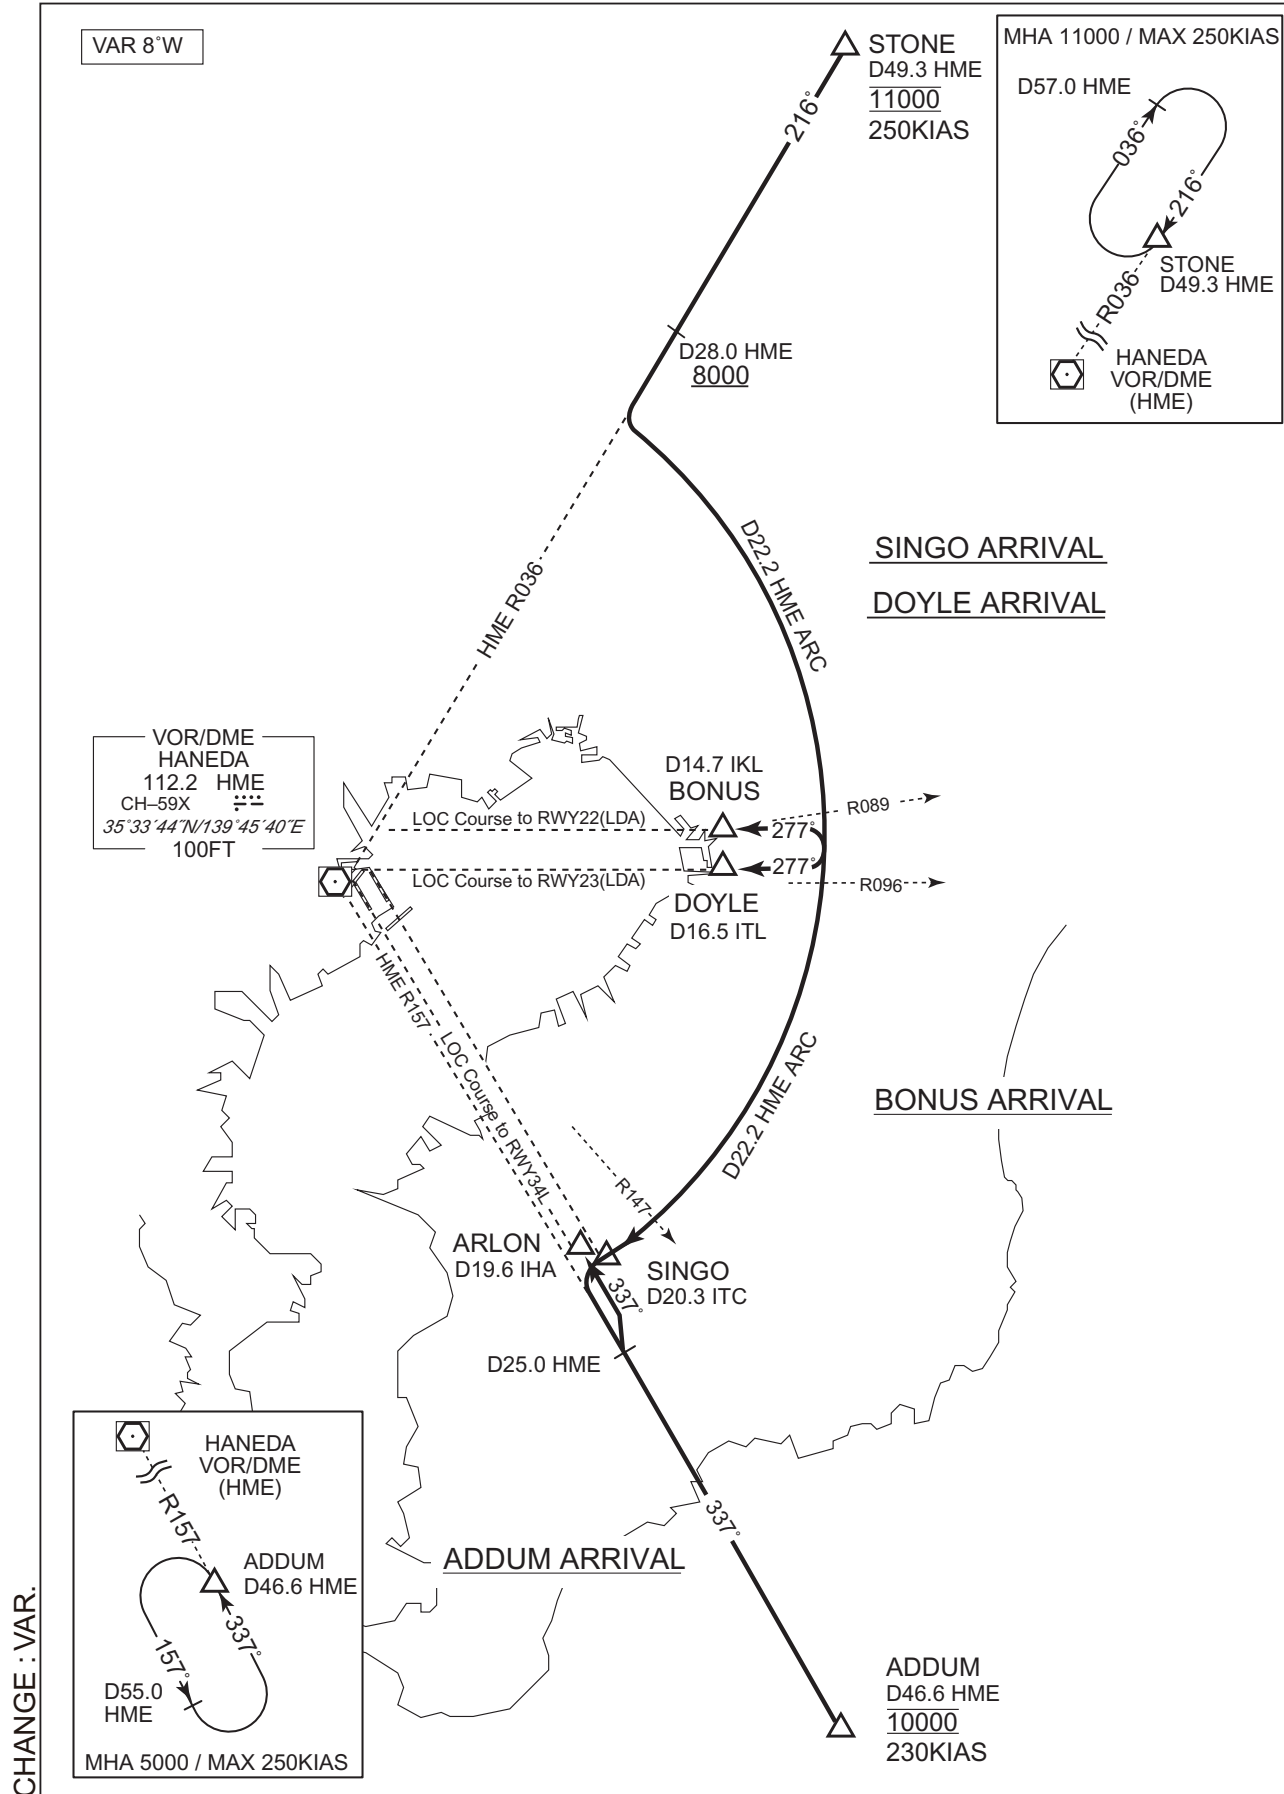 VAR 8°W
STONE
D49.3 HME
11000
250KIAS
216°
MHA 11000 / MAX 250KIAS
D57.0 HME
036°
216°
STONE
D49.3 HME
R036
HANEDA
VOR/DME
(HME)
D28.0 HME
8000
D22.2 HME ARC
SINGO ARRIVAL
DOYLE ARRIVAL
HME R036
VOR/DME
HANEDA
112.2 HME
CH–59X
35°33´44˝N/139°45´40˝E
100FT
D14.7 IKL
BONUS
R089
LOC Course to RWY22(LDA)
277°
277°
LOC Course to RWY23(LDA)
R096
DOYLE
D16.5 ITL
HME R157
LOC Course to RWY34L
D22.2 HME ARC
BONUS ARRIVAL
R147
ARLON
D19.6 IHA
SINGO
D20.3 ITC
337°
D25.0 HME
HANEDA
VOR/DME
(HME)
R157
ADDUM
D46.6 HME
337°
157°
D55.0
HME
MHA 5000 / MAX 250KIAS
337°
ADDUM ARRIVAL
ADDUM
D46.6 HME
10000
230KIAS
CHANGE : VAR.